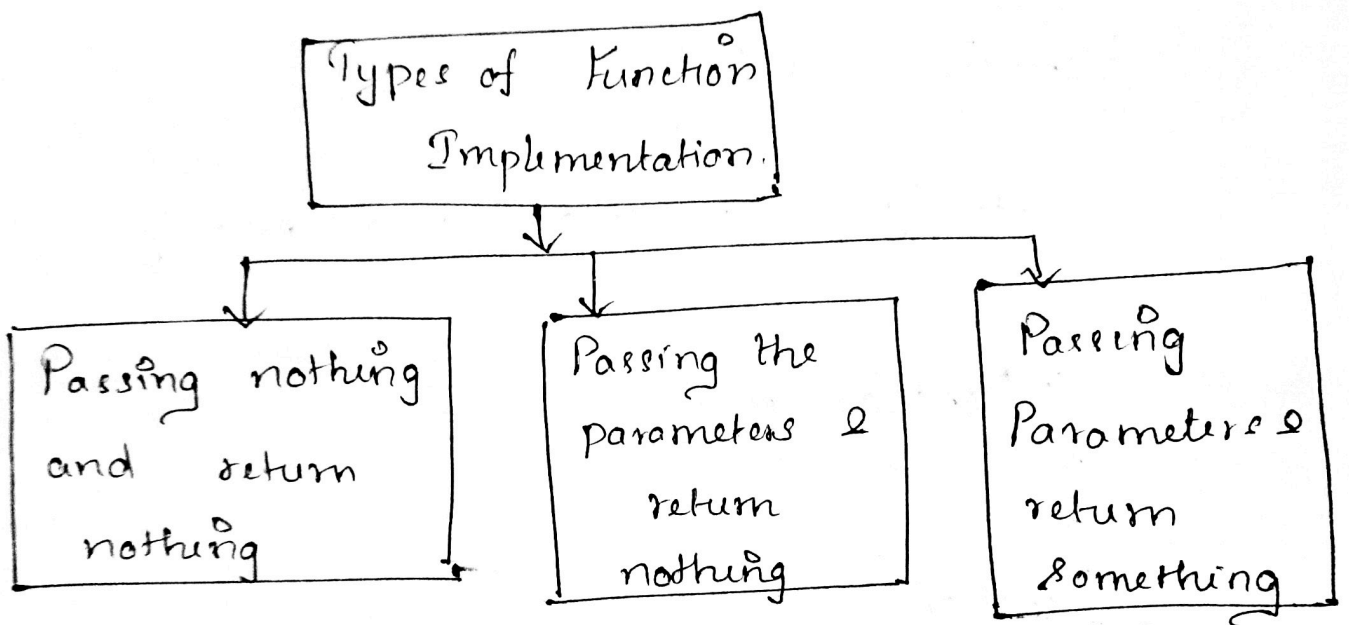 Types of Function
Implementation.
Passing nothing
and return
nothing
Passing the
parameters &
return
nothing
Passing
Parameters &
return
Something